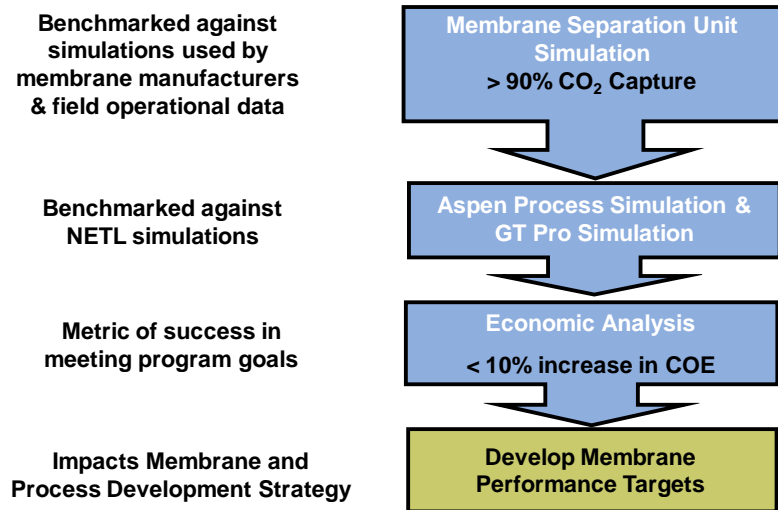 Benchmarked against
simulations used by
membrane manufacturers
& field operational data
Membrane Separation Unit
Simulation
> 90% CO₂ Capture
Benchmarked against
NETL simulations
Aspen Process Simulation &
GT Pro Simulation
Metric of success in
meeting program goals
Economic Analysis
< 10% increase in COE
Impacts Membrane and
Process Development Strategy
Develop Membrane
Performance Targets